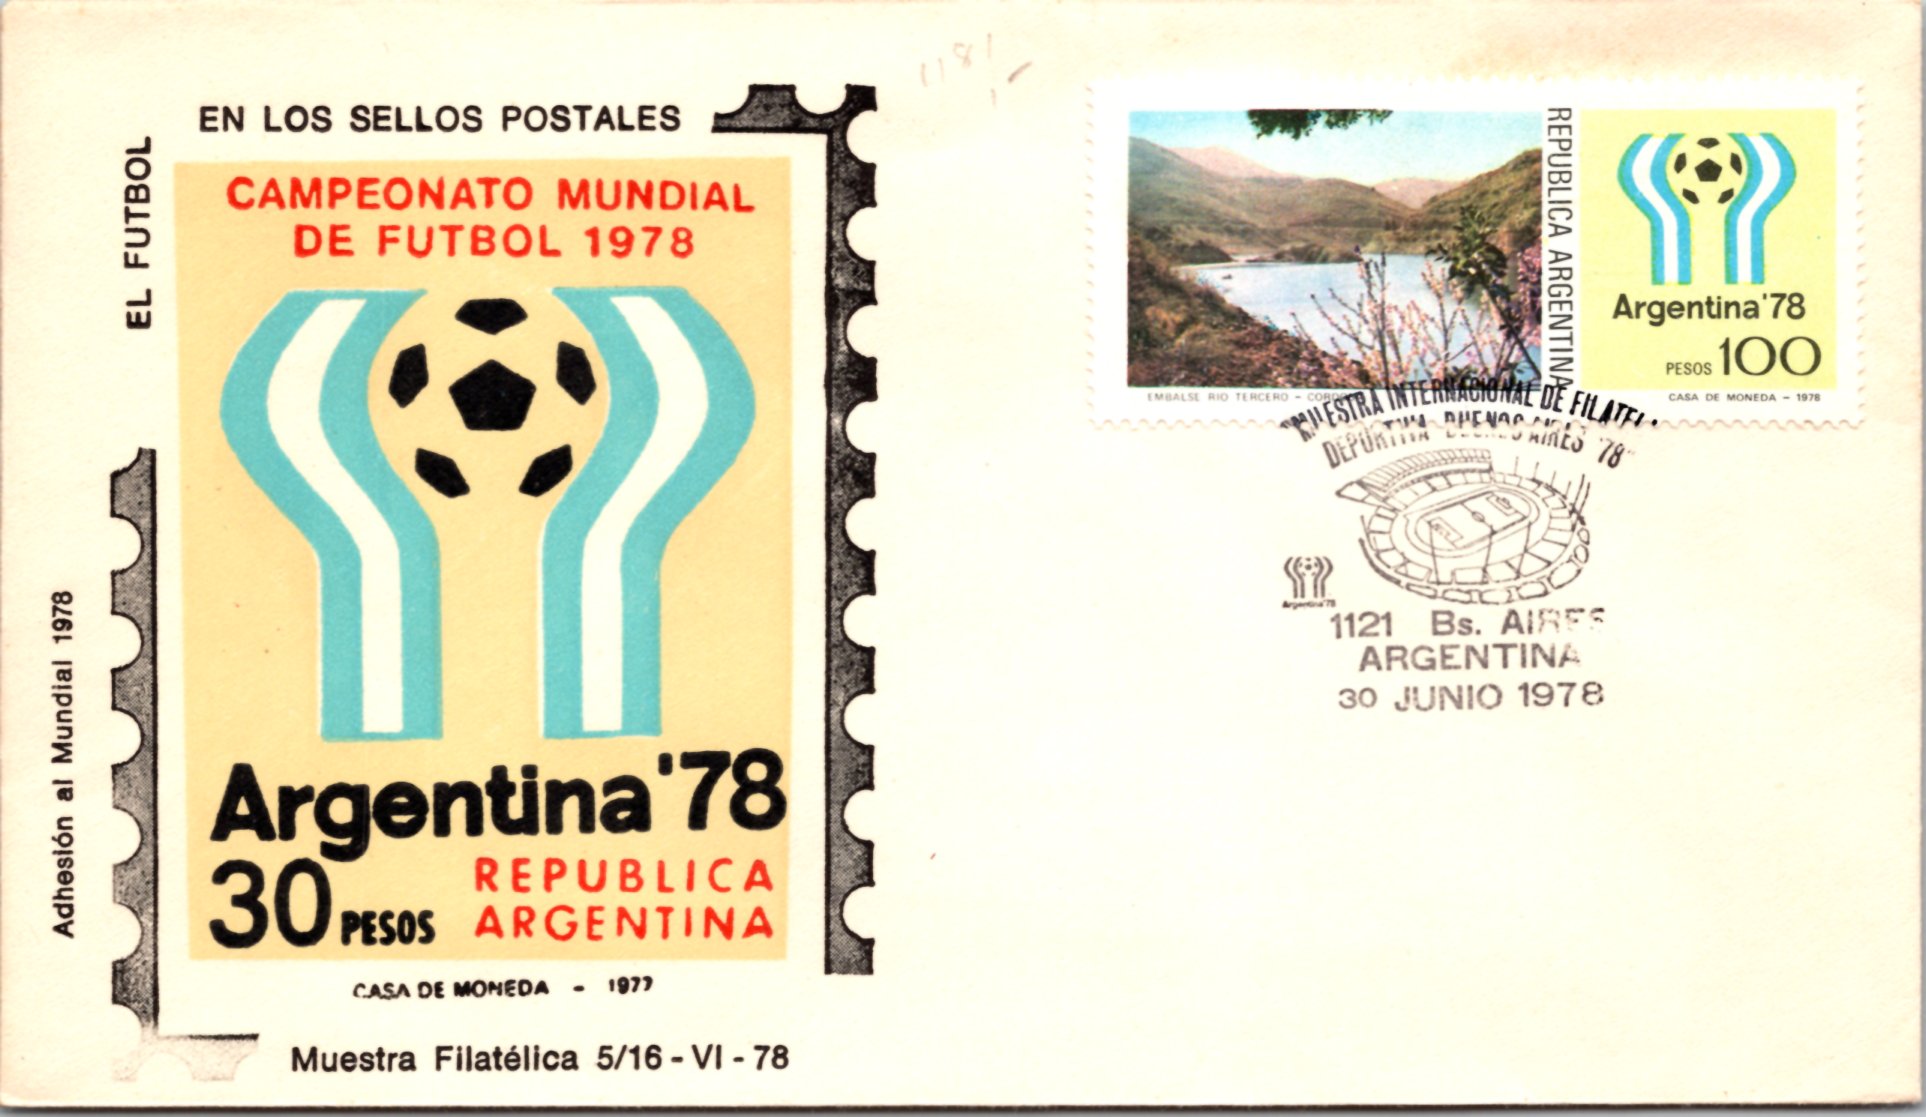 EL FUTBOL
EN LOS SELLOS POSTALES
CAMPEONATO MUNDIAL
DE FUTBOL 1978
Argentina '78
30 PESOS
REPUBLICA
ARGENTINA
CASA DE MONEDA - 1977
Adhesión al Mundial 1978
Muestra Filatélica 5/16 - VI - 78
1181
REPUBLICA ARGENTINA
Argentina '78
PESOS 100
EMBALSE RIO TERCERO -
CASA DE MONEDA - 1978
MUESTRA INTERNACIONAL DE
DEPORTIVA BUENOS AIRES '78
Argentina '78
1121 Bs. AIRES
ARGENTINA
30 JUNIO 1978